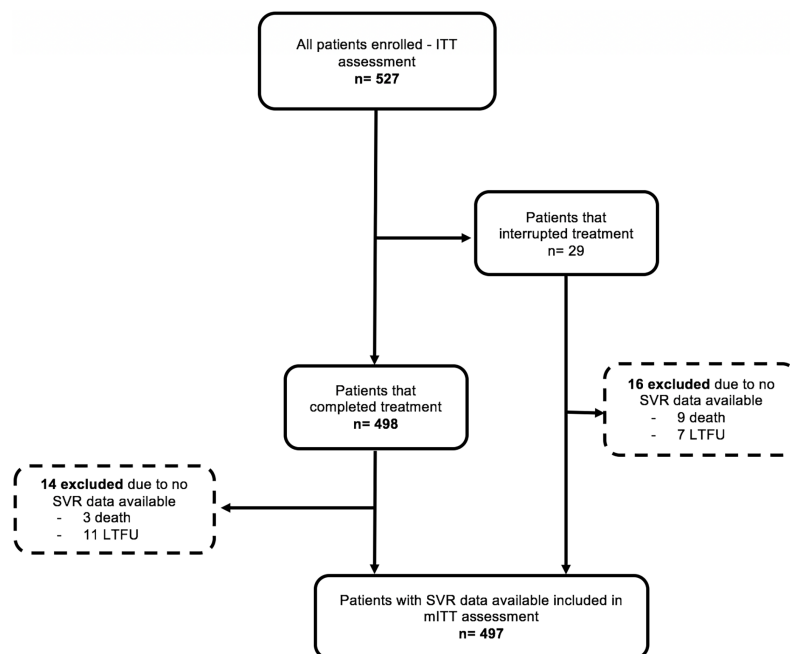 All patients enrolled - ITT
assessment
n= 527
Patients that
interrupted treatment
n= 29
Patients that
completed treatment
n= 498
16 excluded due to no
SVR data available
- 9 death
- 7 LTFU
14 excluded due to no
SVR data available
- 3 death
- 11 LTFU
Patients with SVR data available included in
mITT assessment
n= 497